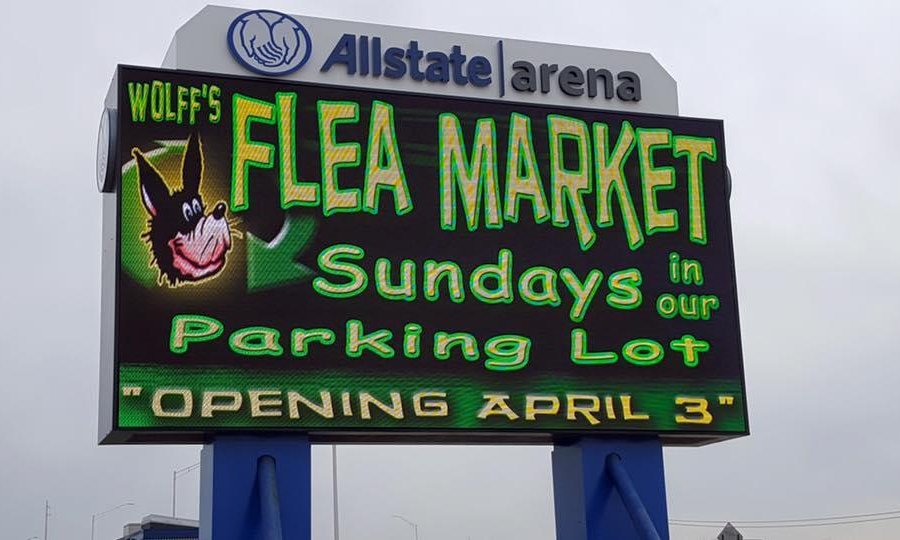 Allstate | arena
WOLFF'S
FLEA MARKET
Sundays in our
Parking Lot
"OPENING APRIL 3"